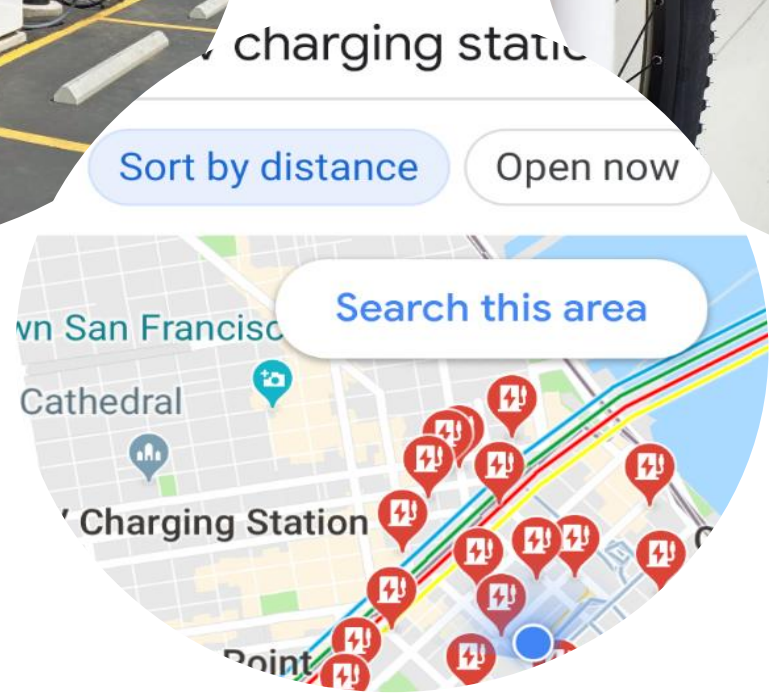 charging statio
Sort by distance
Open now
Search this area
wn San Francisc
Cathedral
Charging Station
Point